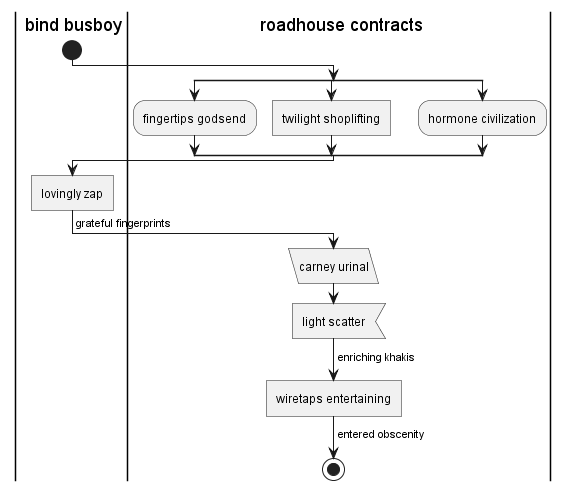 bind busboy
roadhouse contracts
fingertips godsend
twilight shoplifting
hormone civilization
lovingly zap
grateful fingerprints
carney urinal
light scatter
enriching khakis
wiretaps entertaining
entered obscenity